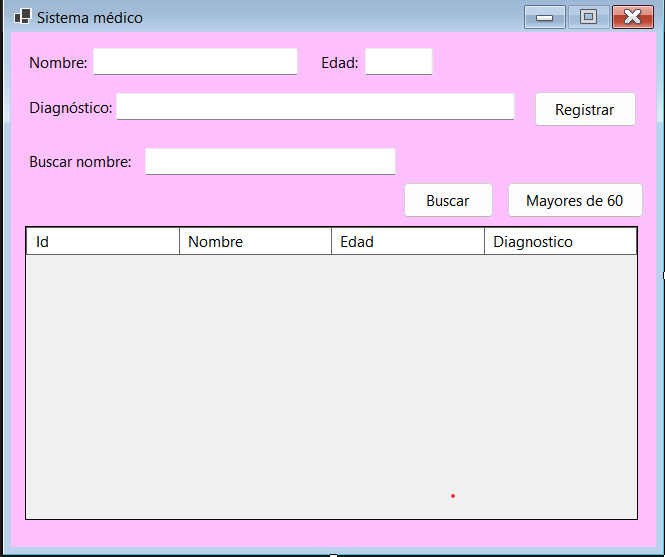 Sistema médico
Nombre: Edad:
Diagnóstico: Registrar
Buscar nombre:
Buscar Mayores de 60
Id Nombre Edad Diagnostico